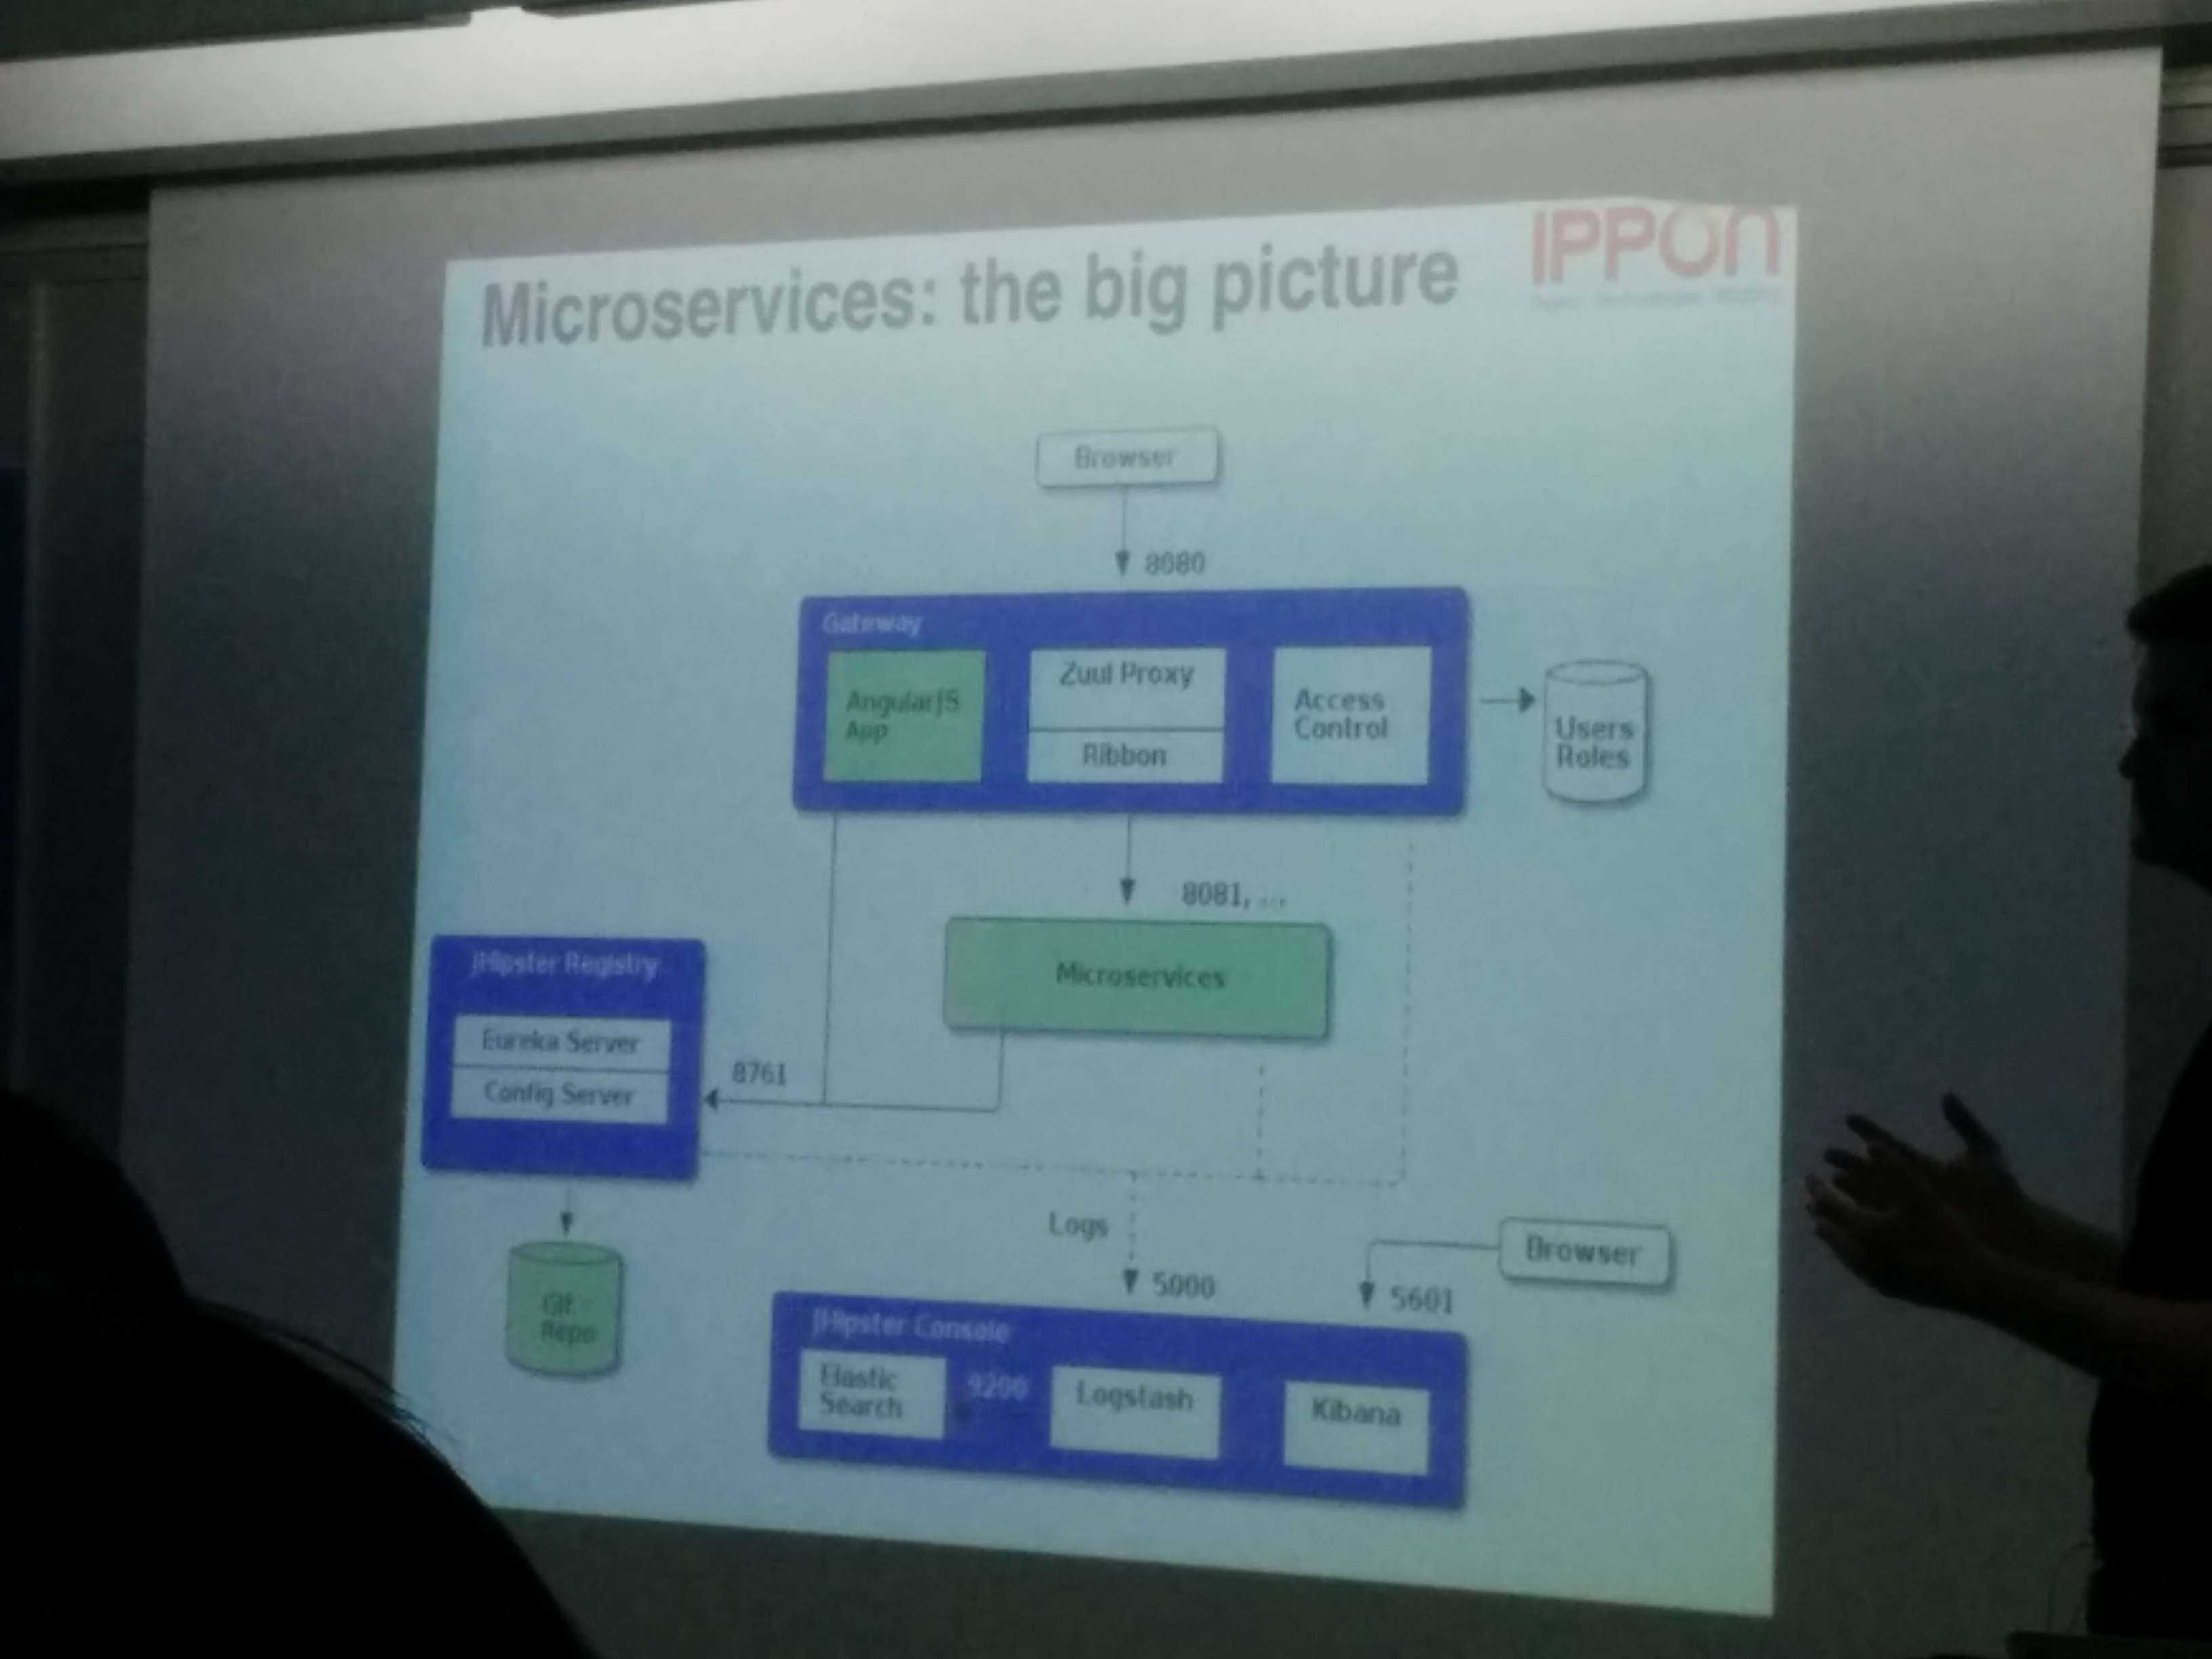 Microservices: the big picture
IPPON
Browser
8080
Gateway
AngularJS
App
Zuul Proxy
Ribbon
Access
Control
Users
Roles
8081, ...
Microservices
JHipster Registry
Eureka Server
Config Server
8761
Git
Repo
Logs
5000
Browser
5601
JHipster Console
Elastic
Search
9200
Logstash
Kibana